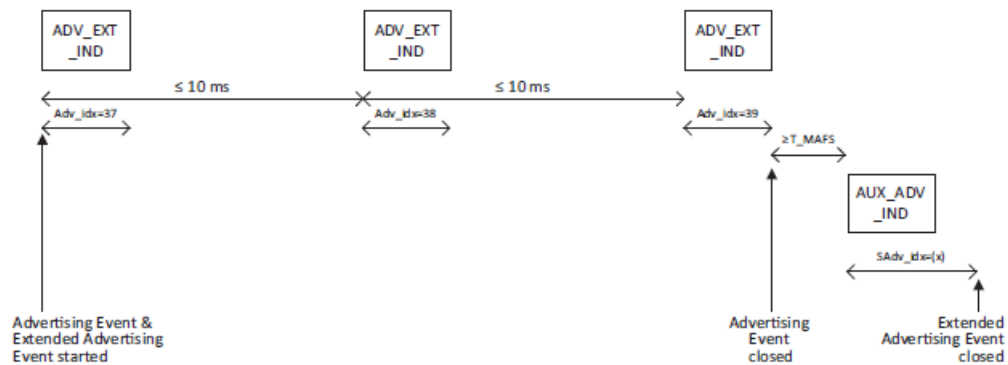 ADV_EXT
_IND
ADV_EXT
_IND
ADV_EXT
_IND
≤ 10 ms
≤ 10 ms
Adv_idx=37
Adv_idx=38
Adv_idx=39
≥T_MAFS
AUX_ADV
_IND
SAdv_idx=(x)
Advertising Event &
Extended Advertising
Event started
Advertising
Event
closed
Extended
Advertising Event
closed